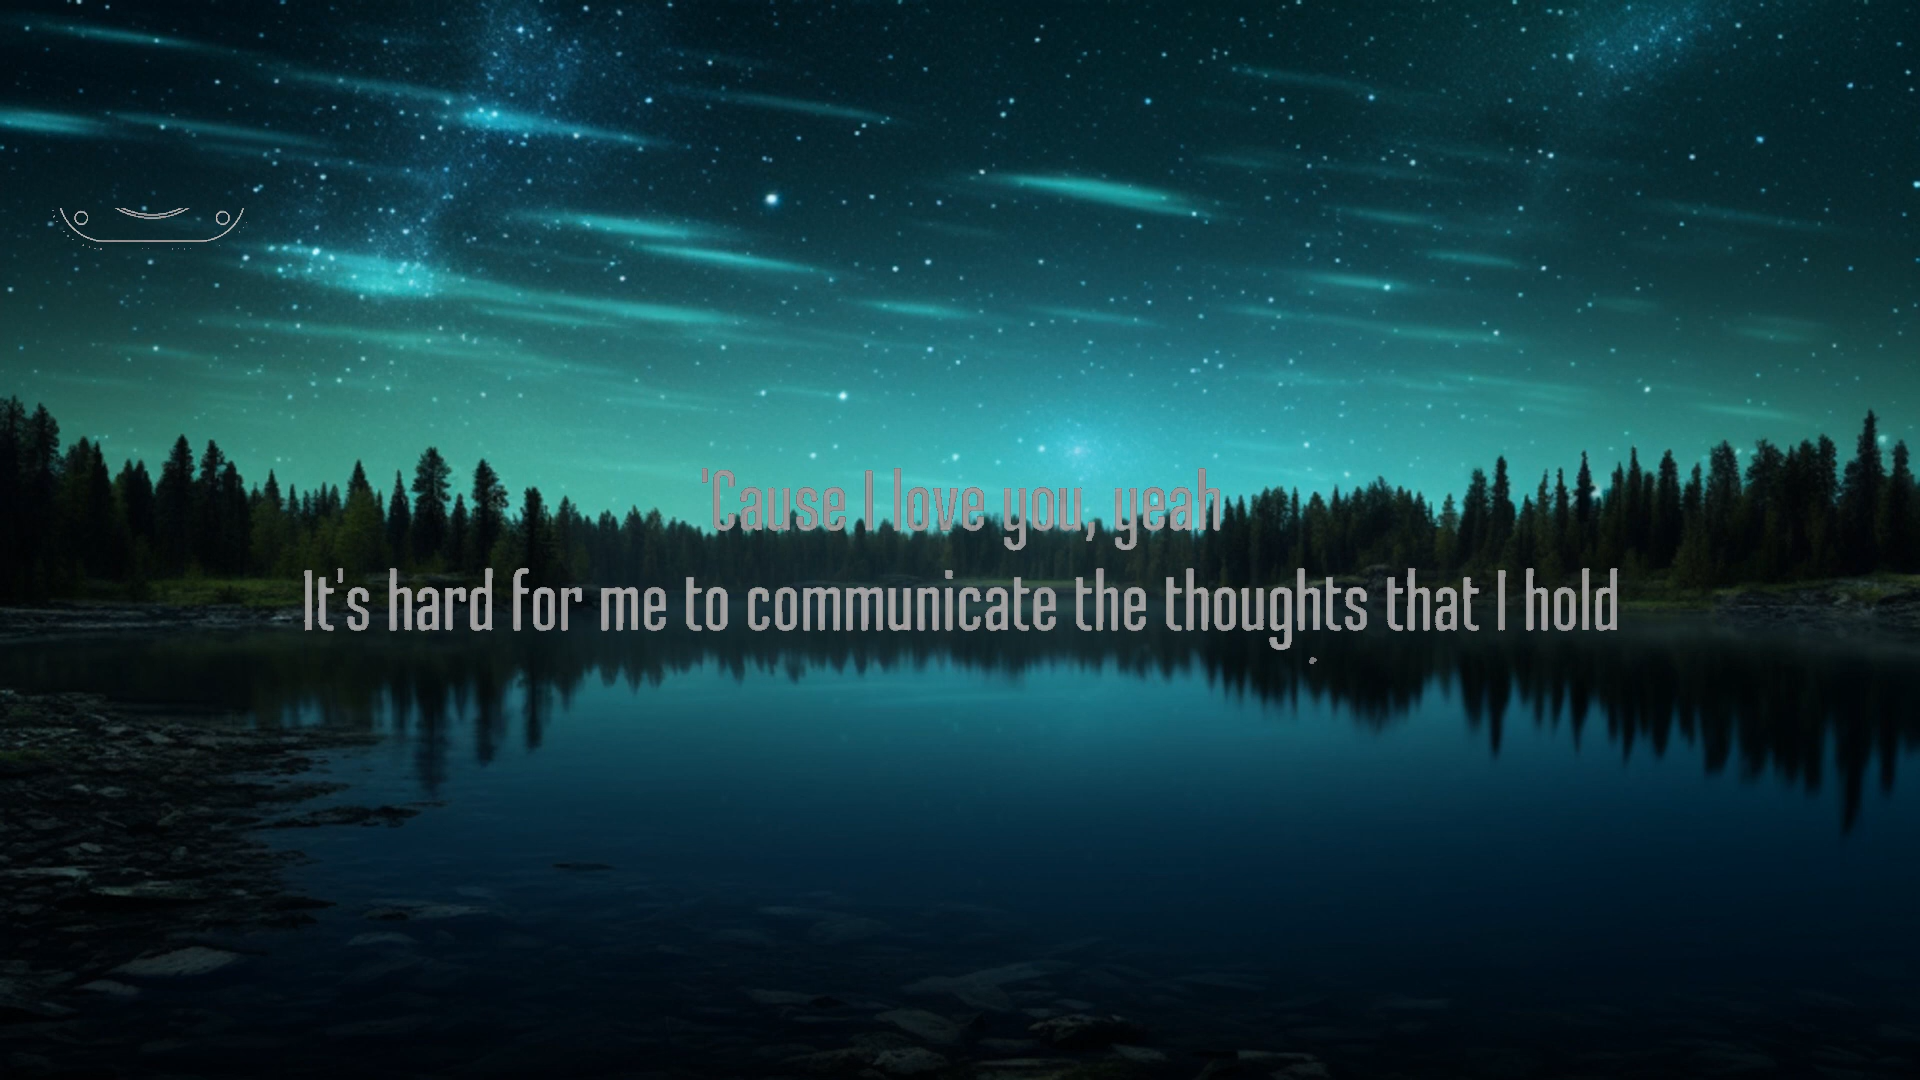 'Cause I love you, yeah
It's hard for me to communicate the thoughts that I hold